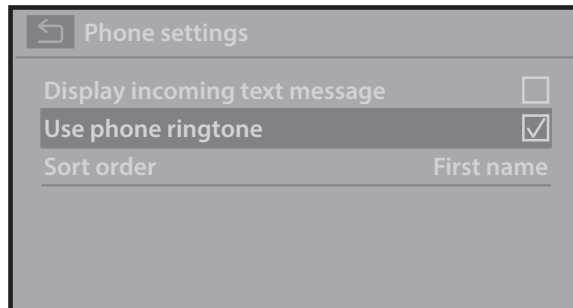 Phone settings
Display incoming text message
Use phone ringtone
Sort order First name